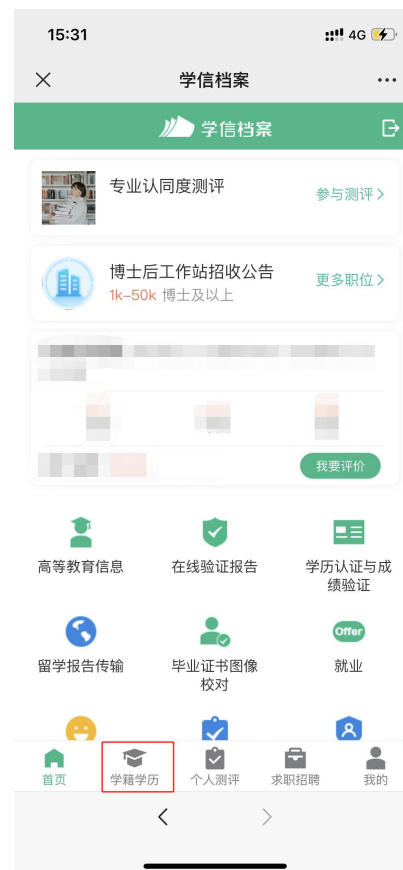 15:31
4G
学信档案
学信档案
专业认同度测评
参与测评
博士后工作站招收公告
更多职位
1k–50k 博士及以上
我要评价
高等教育信息
在线验证报告
学历认证与成
绩验证
留学报告传输
毕业证书图像
校对
Offer
就业
首页
学籍学历
个人测评
求职招聘
我的